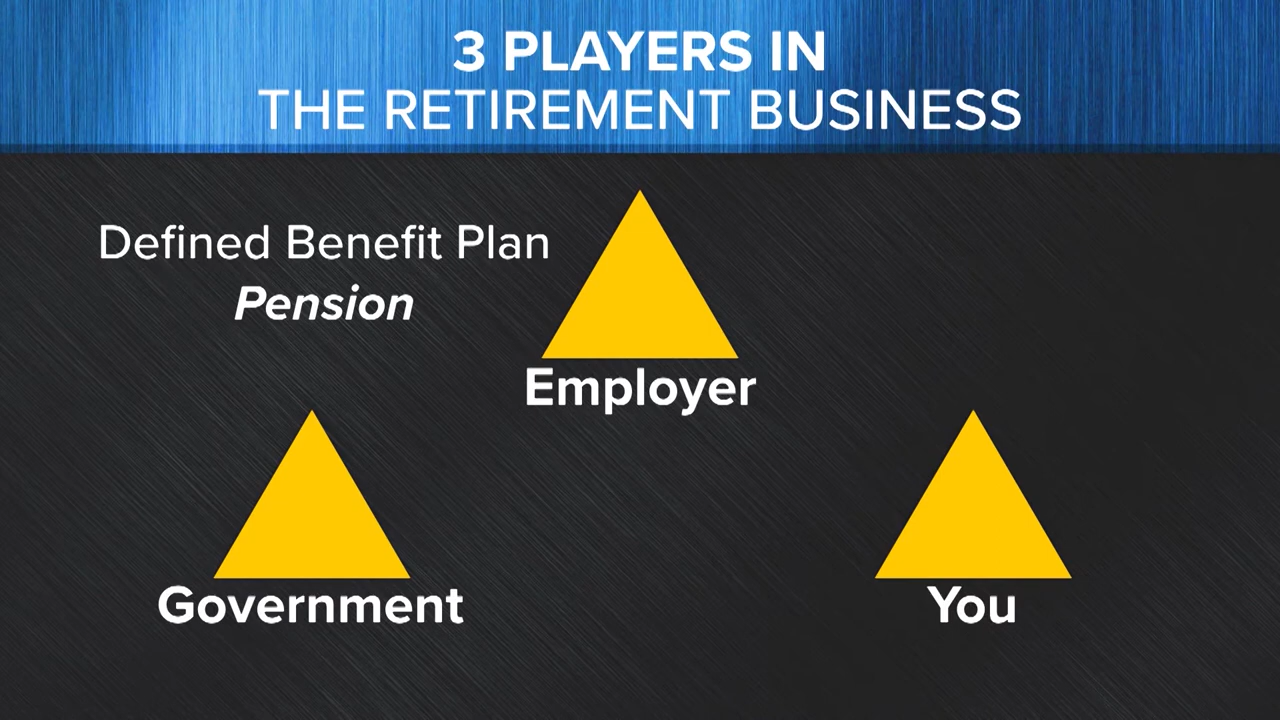 3 PLAYERS IN
THE RETIREMENT BUSINESS
Defined Benefit Plan
Pension
Employer
Government
You